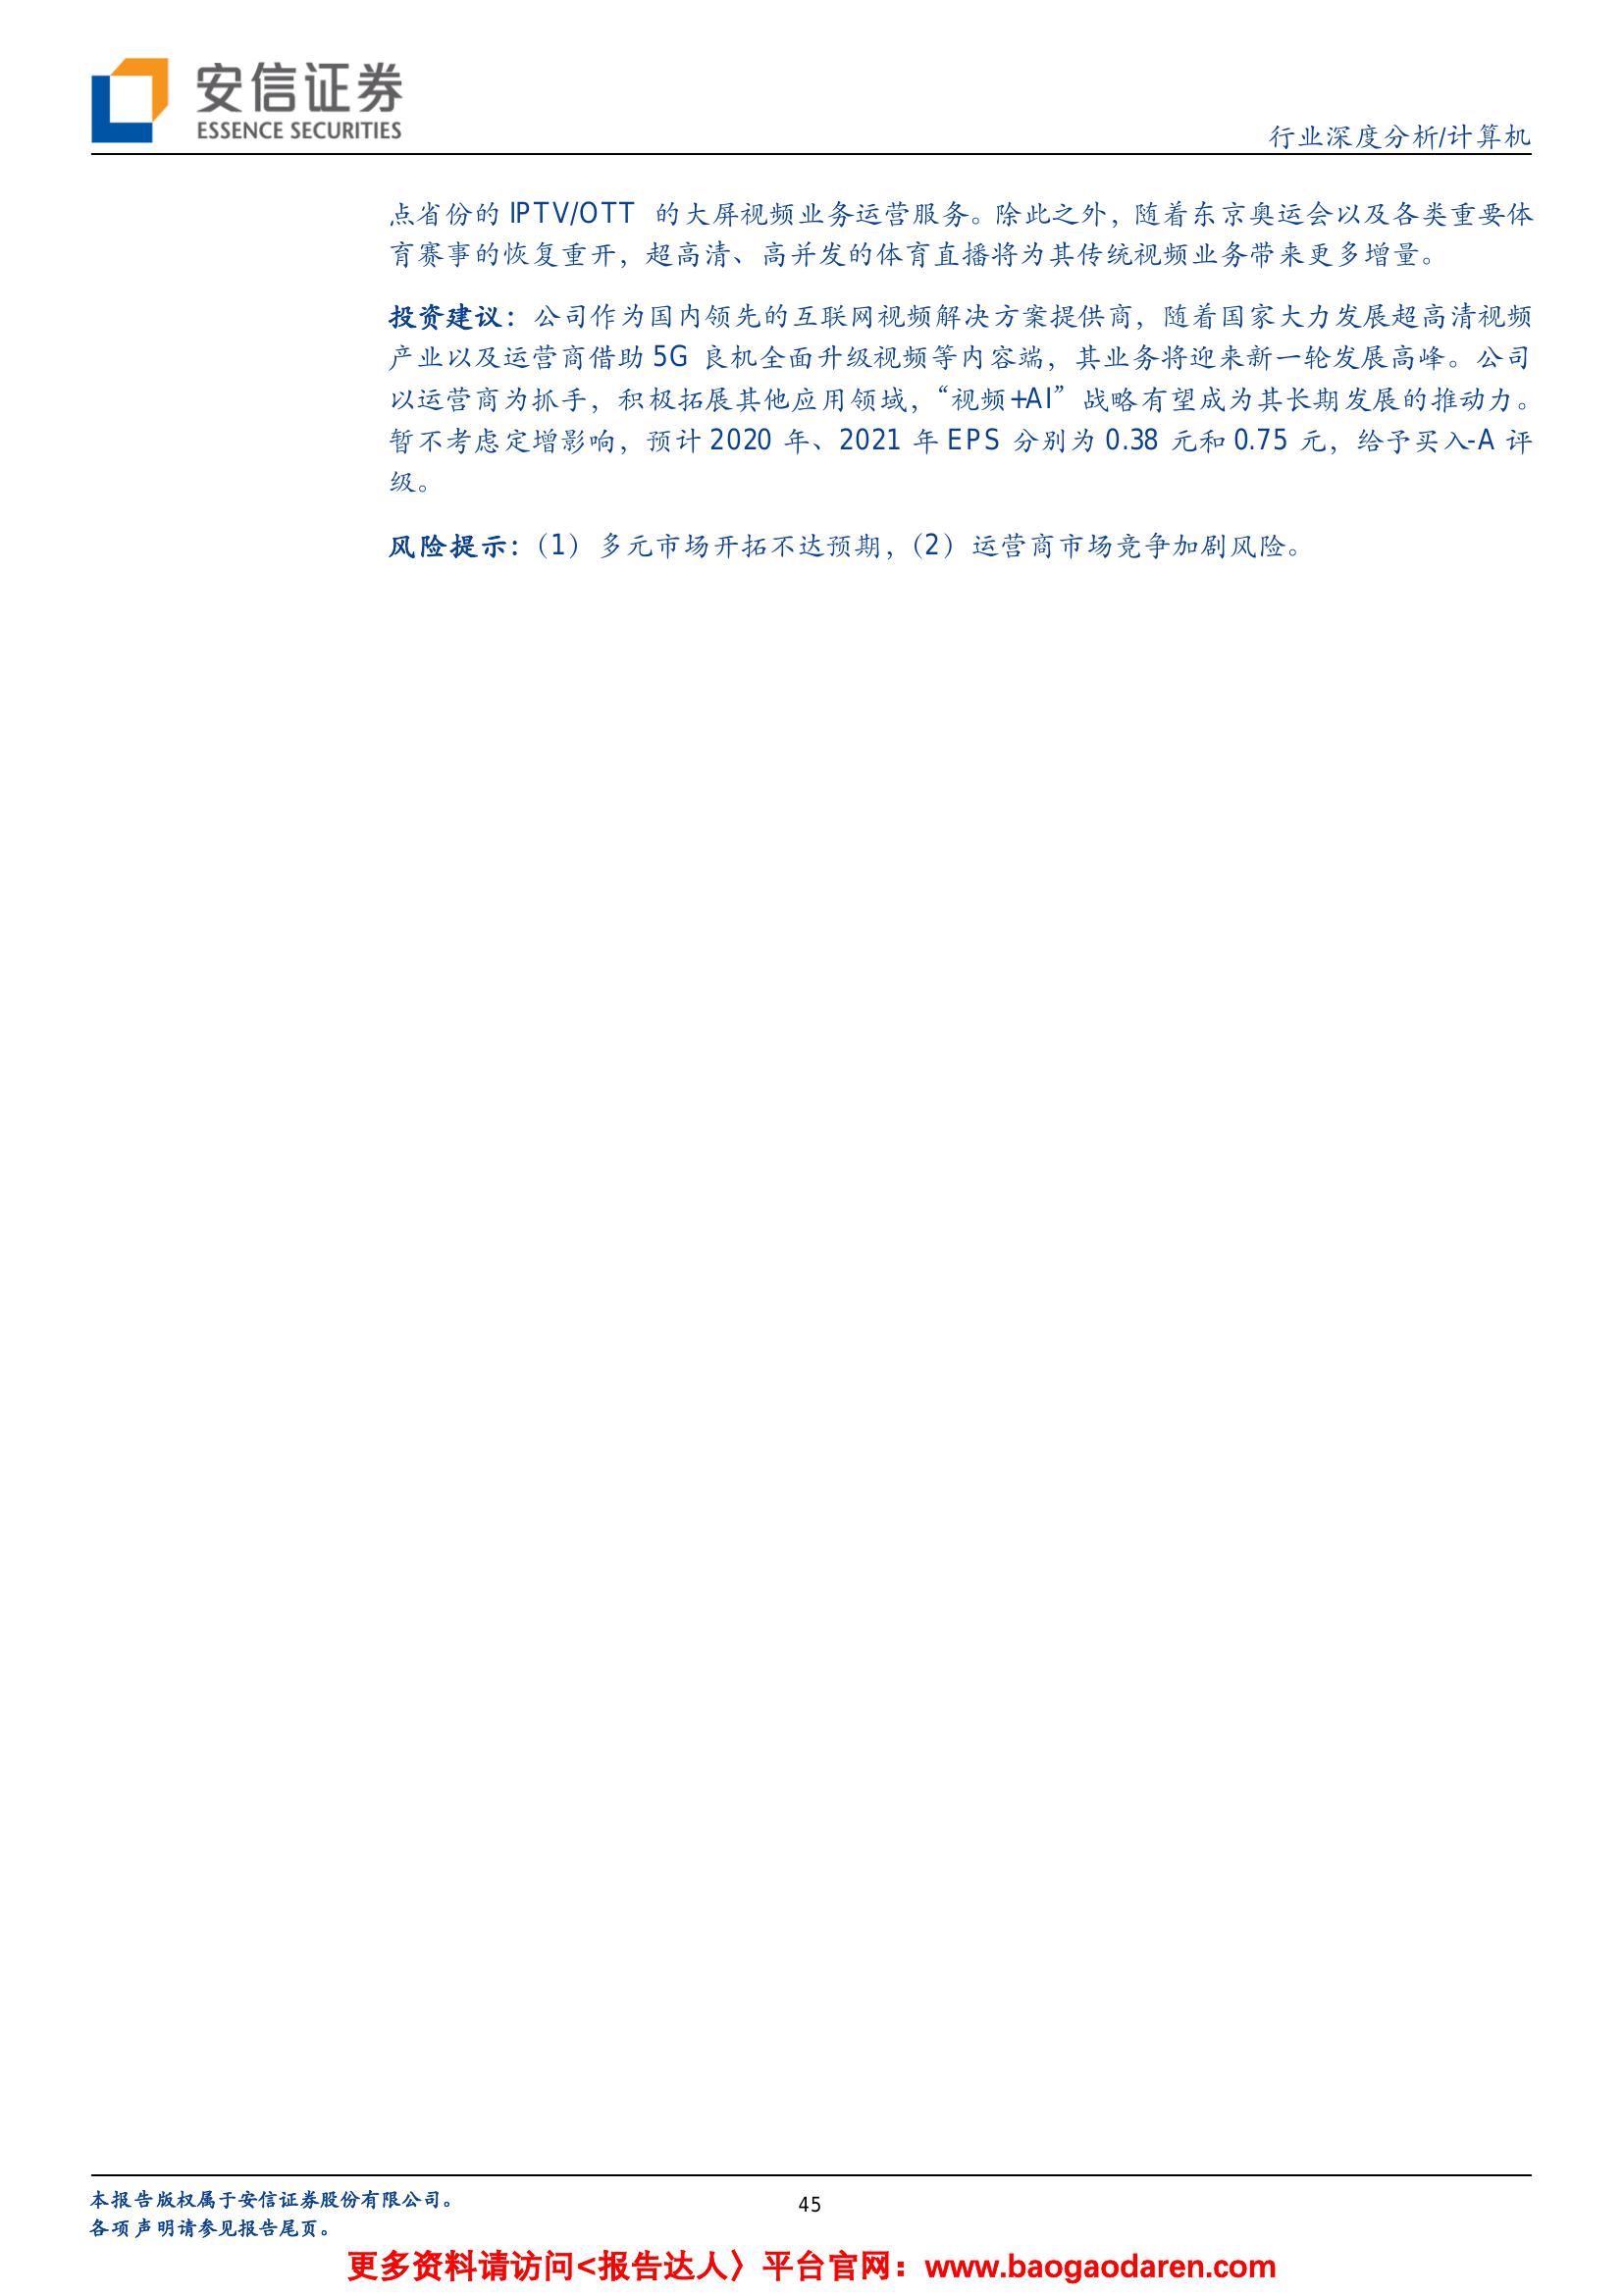 安信证券
ESSENCE SECURITIES
行业深度分析/计算机
点省份的 IPTV/OTT 的大屏视频业务运营服务。除此之外，随着东京奥运会以及各类重要体
育赛事的恢复重开，超高清、高并发的体育直播将为其传统视频业务带来更多增量。
投资建议：公司作为国内领先的互联网视频解决方案提供商，随着国家大力发展超高清视频
产业以及运营商借助 5G 良机全面升级视频等内容端，其业务将迎来新一轮发展高峰。公司
以运营商为抓手，积极拓展其他应用领域，“视频+AI”战略有望成为其长期发展的推动力。
暂不考虑定增影响，预计 2020 年、2021 年 EPS 分别为 0.38 元和 0.75 元，给予买入-A 评
级。
风险提示：（1）多元市场开拓不达预期，（2）运营商市场竞争加剧风险。
本报告版权属于安信证券股份有限公司。
45
各项声明请参见报告尾页。
更多资料请访问<报告达人〉平台官网：www.baogaodaren.com